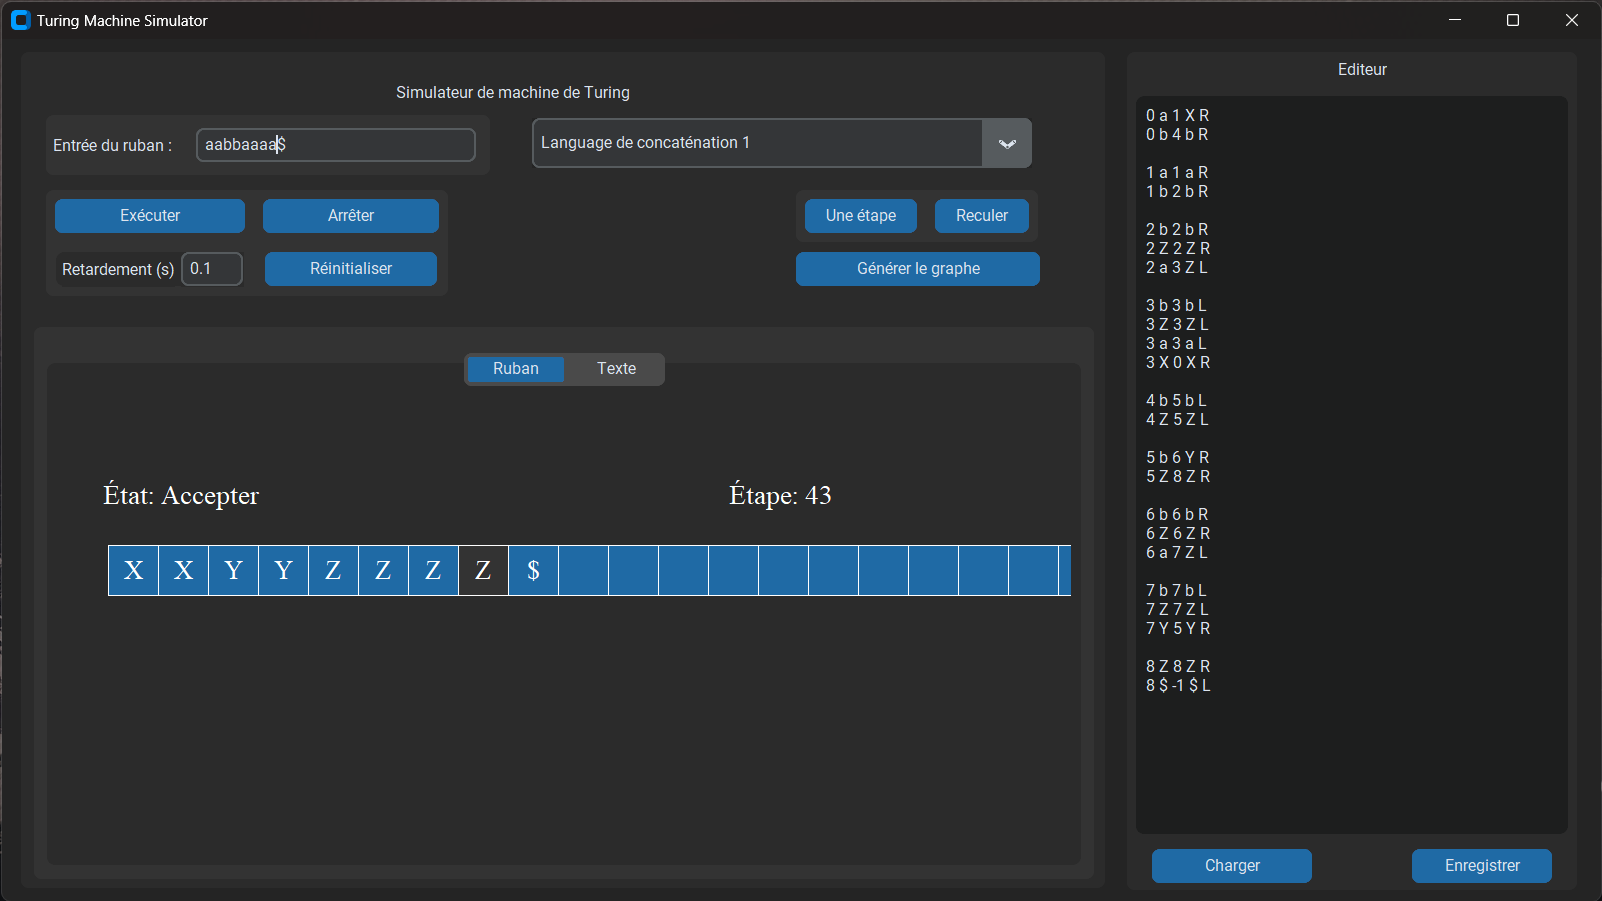 Turing Machine Simulator
Simulateur de machine de Turing
Entrée du ruban :
aabbaaaa$
Language de concaténation 1
Exécuter
Arrêter
Une étape
Reculer
Retardement (s)
0.1
Réinitialiser
Générer le graphe
Ruban
Texte
État: Accepter
Étape: 43
X X Y Y Z Z Z Z $
Editeur
0 a 1 X R
0 b 4 b R
1 a 1 a R
1 b 2 b R
2 b 2 b R
2 Z 2 Z R
2 a 3 Z L
3 b 3 b L
3 Z 3 Z L
3 a 3 a L
3 X 0 X R
4 b 5 b L
4 Z 5 Z L
5 b 6 Y R
5 Z 8 Z R
6 b 6 b R
6 Z 6 Z R
6 a 7 Z L
7 b 7 b L
7 Z 7 Z L
7 Y 5 Y R
8 Z 8 Z R
8 $ -1 $ L
Charger
Enregistrer